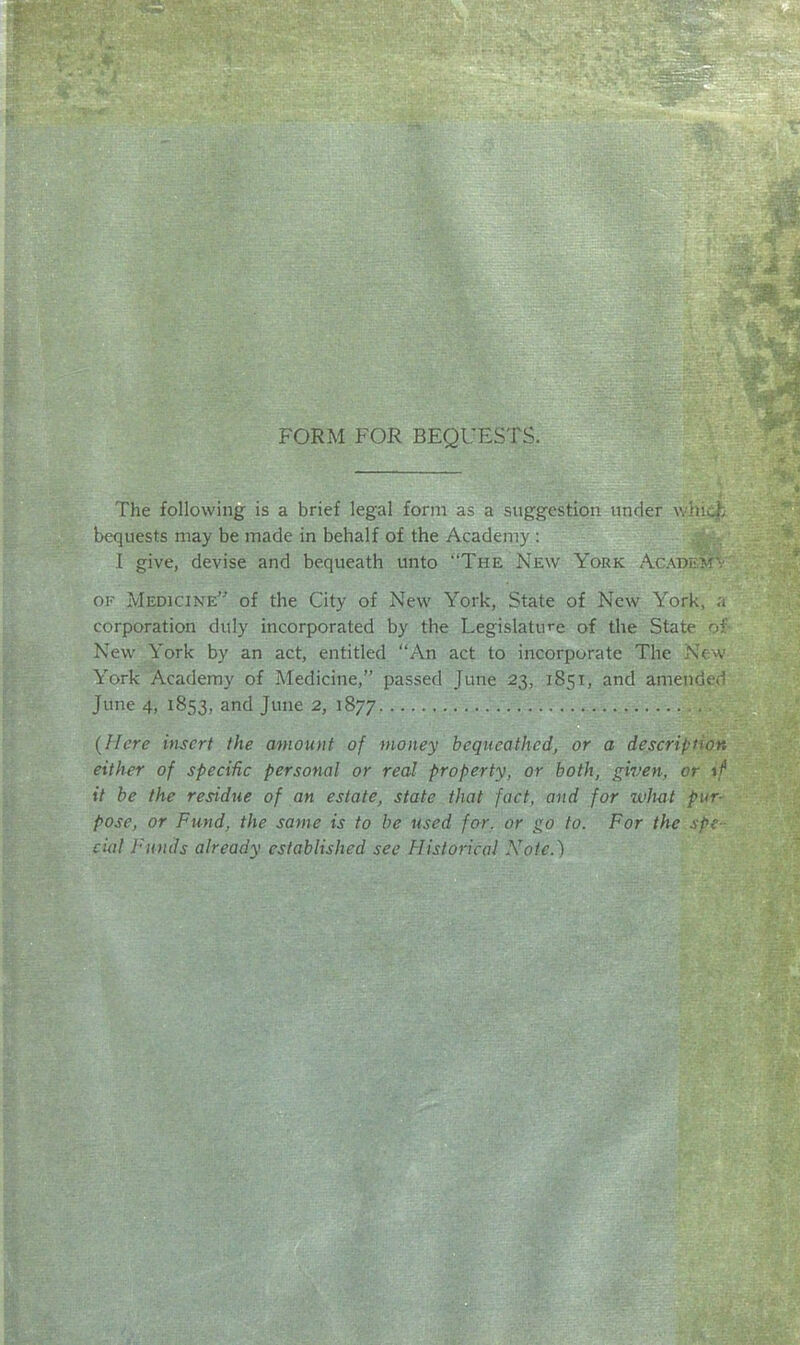 FORM FOR BEQUESTS.
The following is a brief legal form as a suggestion under which
bequests may be made in behalf of the Academy :
I give, devise and bequeath unto "THE NEW YORK ACADEMY
OF MEDICINE" of the City of New York, State of New York, a
corporation duly incorporated by the Legislature of the State of
New York by an act, entitled "An act to incorporate The New
York Academy of Medicine," passed June 23, 1851, and amended
June 4, 1853, and June 2, 1877........................................
(Here insert the amount of money bequeathed, or a description
either of specific personal or real property, or both, given, or if
it be the residue of an estate, state that fact, and for what pur-
pose, or Fund, the same is to be used for, or go to. For the spe-
cial Funds already established see Historical Note.)